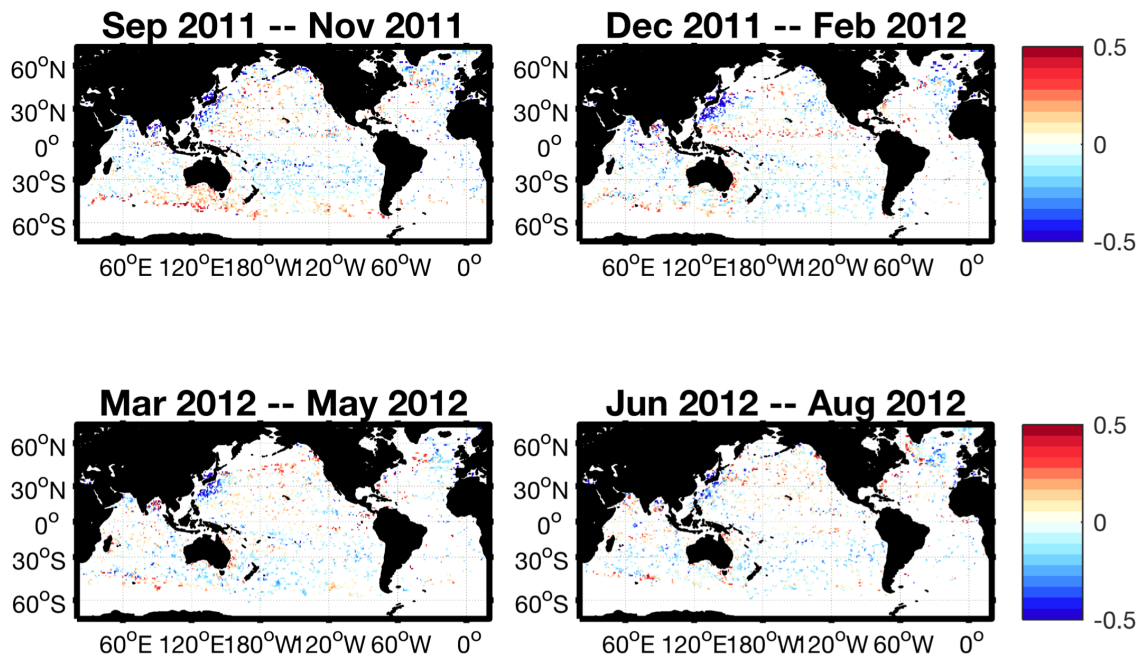 Sep 2011 -- Nov 2011
Dec 2011 -- Feb 2012
60°N
30°N
0°
30°S
60°S
60°E 120°E180°W120°W 60°W 0°
60°N
30°N
0°
30°S
60°S
60°E 120°E180°W120°W 60°W 0°
0.5
0
-0.5
Mar 2012 -- May 2012
Jun 2012 -- Aug 2012
60°N
30°N
0°
30°S
60°S
60°E 120°E180°W120°W 60°W 0°
60°N
30°N
0°
30°S
60°S
60°E 120°E180°W120°W 60°W 0°
0.5
0
-0.5